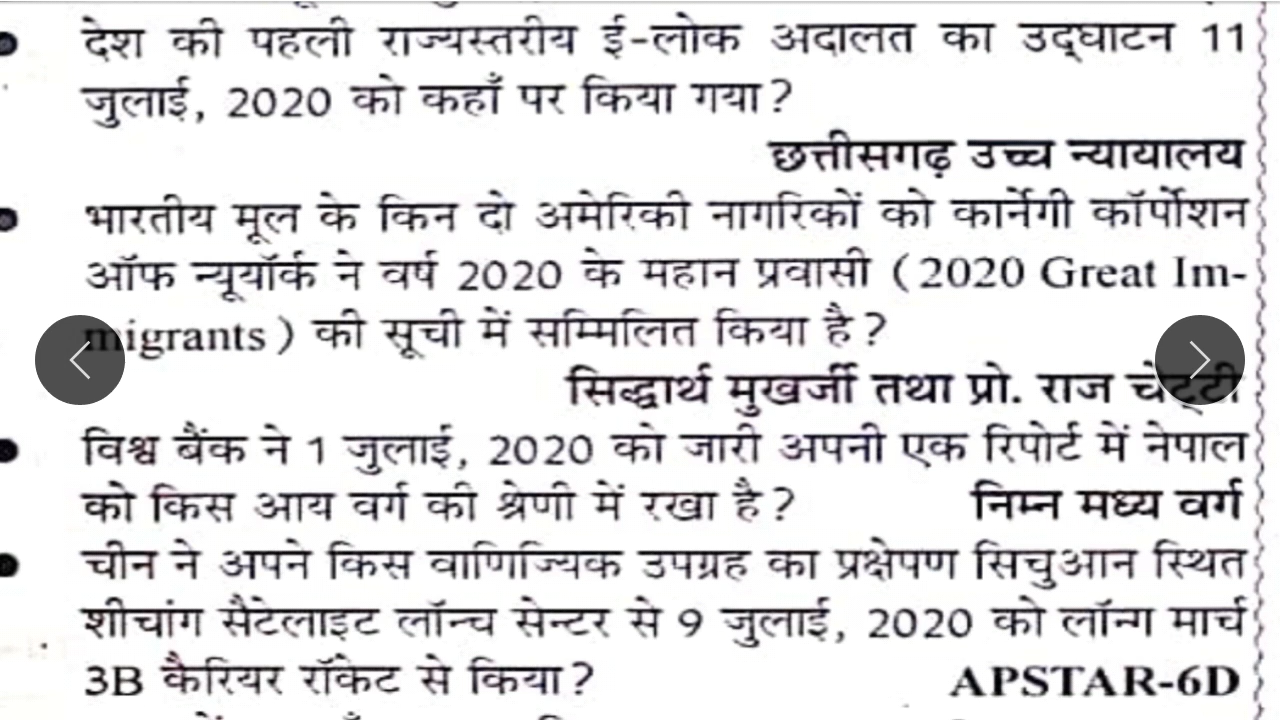 देश की पहली राज्यस्तरीय ई-लोक अदालत का उद्घाटन 11
जुलाई, 2020 को कहाँ पर किया गया?
छत्तीसगढ़ उच्च न्यायालय
भारतीय मूल के किन दो अमेरिकी नागरिकों को कार्नेगी कॉर्पोशन
ऑफ न्यूयॉर्क ने वर्ष 2020 के महान प्रवासी (2020 Great Im-
migrants) की सूची में सम्मिलित किया है?
सिद्धार्थ मुखर्जी तथा प्रो. राज चेट्टी
विश्व बैंक ने 1 जुलाई, 2020 को जारी अपनी एक रिपोर्ट में नेपाल
को किस आय वर्ग की श्रेणी में रखा है? निम्न मध्य वर्ग
चीन ने अपने किस वाणिज्यिक उपग्रह का प्रक्षेपण सिचुआन स्थित
शीचांग सैटेलाइट लॉन्च सेन्टर से 9 जुलाई, 2020 को लॉन्ग मार्च
3B कैरियर रॉकेट से किया? APSTAR-6D